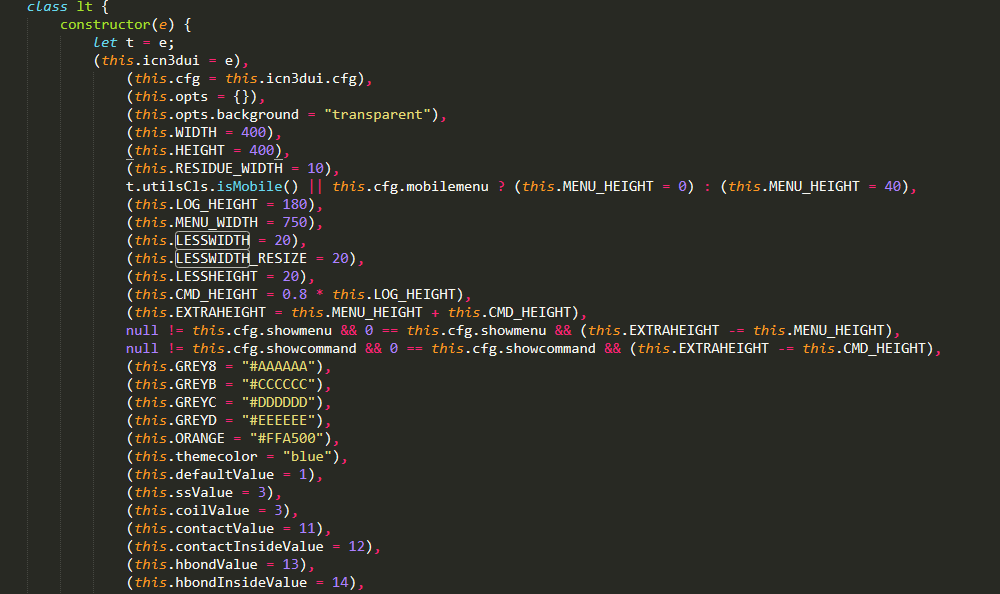 class lt {
constructor(e) {
let t = e;
(this.icn3dui = e),
(this.cfg = this.icn3dui.cfg),
(this.opts = {}),
(this.opts.background = "transparent"),
(this.WIDTH = 400),
(this.HEIGHT = 400),
(this.RESIDUE_WIDTH = 10),
t.utilsCls.isMobile() || this.cfg.mobilemenu ? (this.MENU_HEIGHT = 0) : (this.MENU_HEIGHT = 40),
(this.LOG_HEIGHT = 180),
(this.MENU_WIDTH = 750),
(this.LESSWIDTH = 20),
(this.LESSWIDTH_RESIZE = 20),
(this.LESSHEIGHT = 20),
(this.CMD_HEIGHT = 0.8 * this.LOG_HEIGHT),
(this.EXTRAHEIGHT = this.MENU_HEIGHT + this.CMD_HEIGHT),
null != this.cfg.showmenu && 0 == this.cfg.showmenu && (this.EXTRAHEIGHT -= this.MENU_HEIGHT),
null != this.cfg.showcommand && 0 == this.cfg.showcommand && (this.EXTRAHEIGHT -= this.CMD_HEIGHT),
(this.GREY8 = "#AAAAAA"),
(this.GREYB = "#CCCCCC"),
(this.GREYC = "#DDDDDD"),
(this.GREYD = "#EEEEEE"),
(this.ORANGE = "#FFA500"),
(this.themecolor = "blue"),
(this.defaultValue = 1),
(this.ssValue = 3),
(this.coilValue = 3),
(this.contactValue = 11),
(this.contactInsideValue = 12),
(this.hbondValue = 13),
(this.hbondInsideValue = 14),